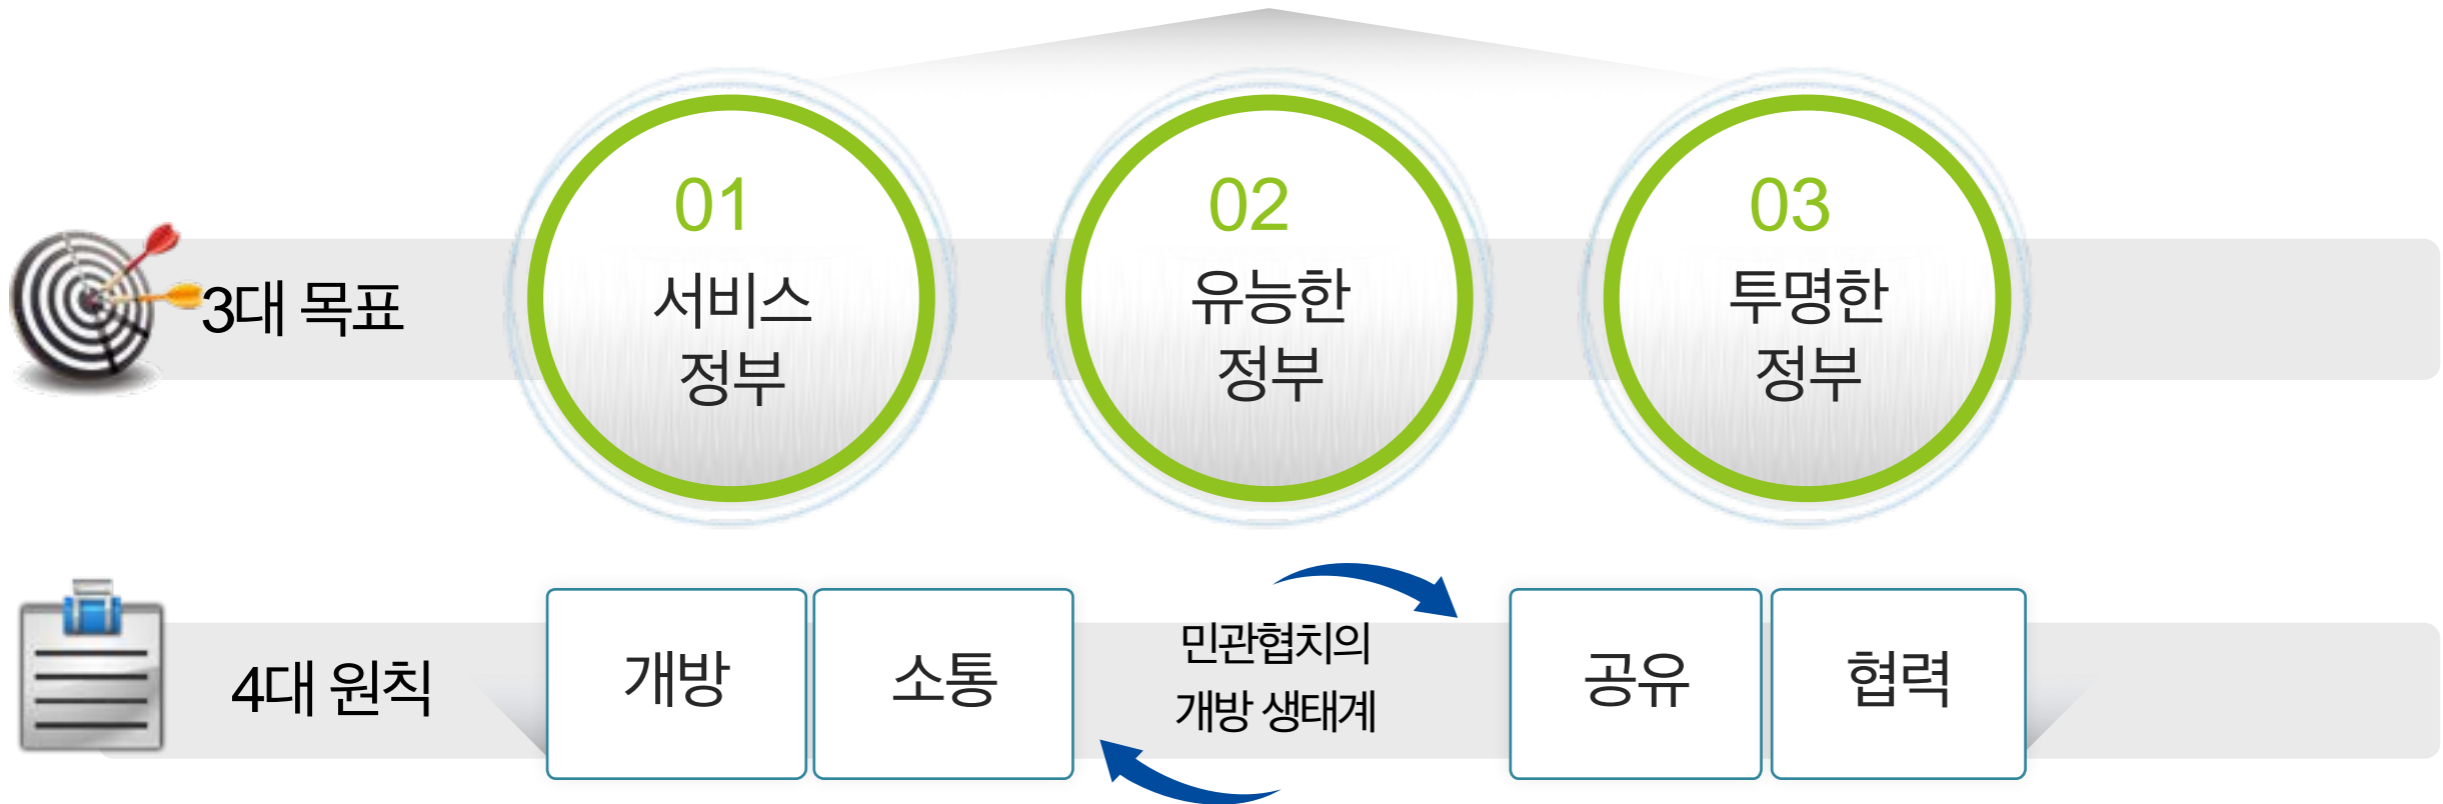 01
02
03
3대 목표
서비스
정부
유능한
정부
투명한
정부
4대 원칙
개방
소통
민관협치의
개방 생태계
공유
협력